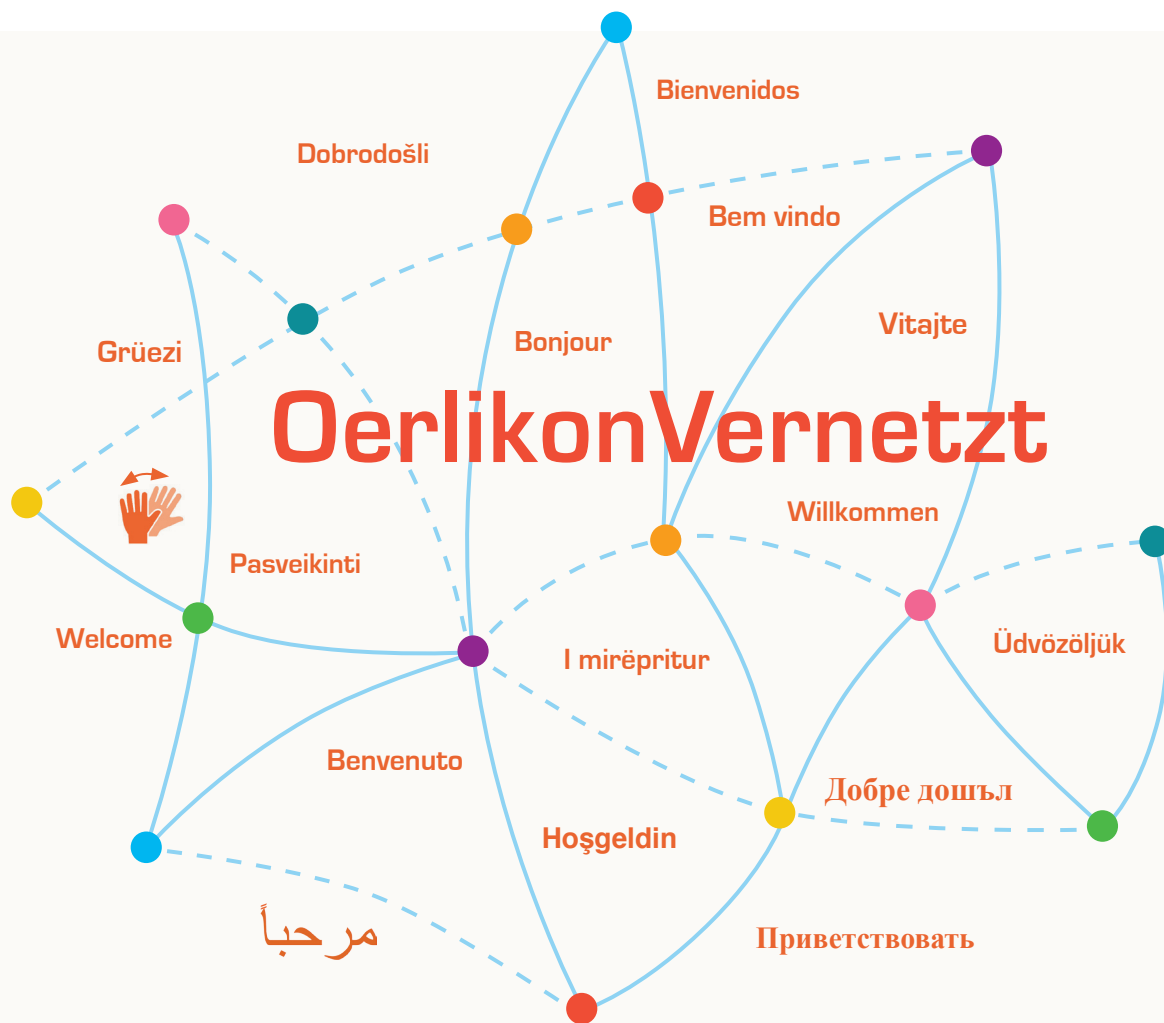 Bienvenidos
Dobrodošli
Bem vindo
Vitajte
Bonjour
Grüezi
OerlikonVernetzt
Willkommen
Pasveikinti
Welcome
Üdvözöljük
I mirëpritur
Benvenuto
Добре дошъл
Hoşgeldin
مرحباً
Приветствовать